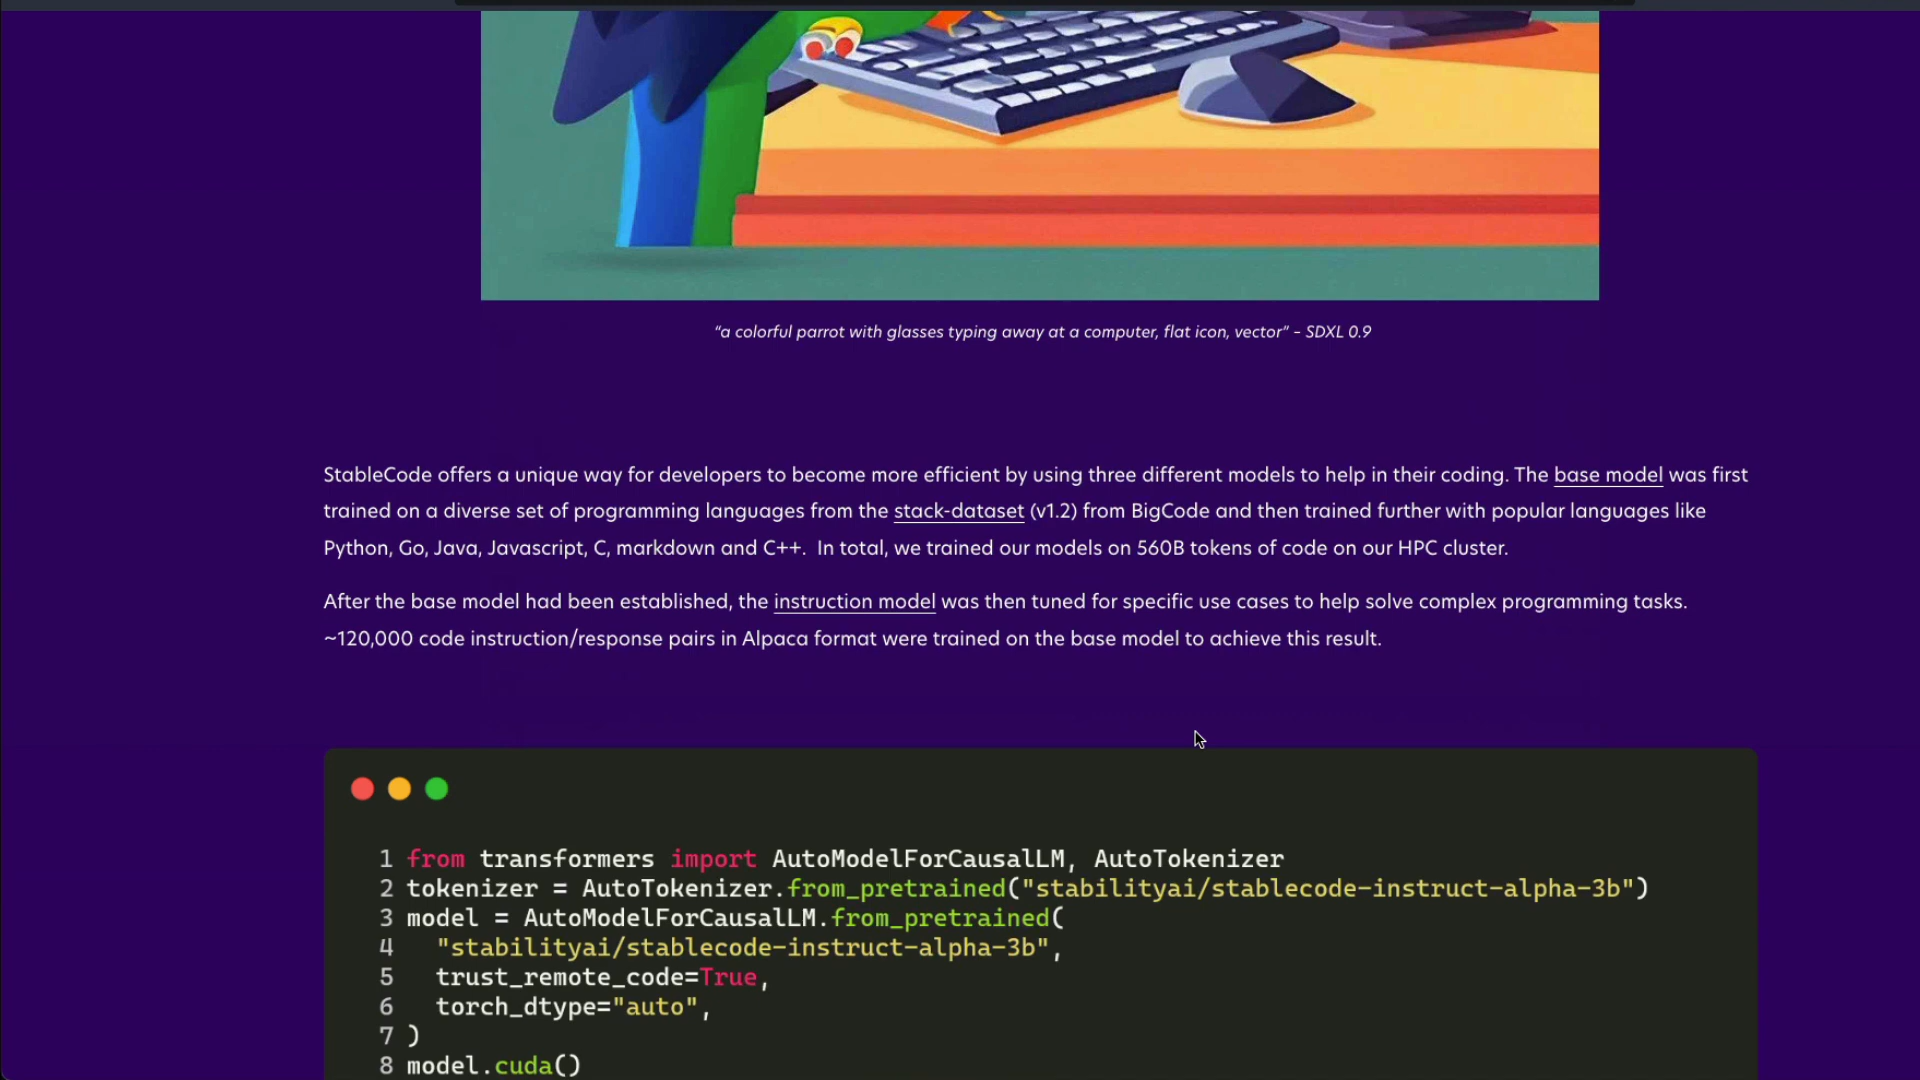 “a colorful parrot with glasses typing away at a computer, flat icon, vector” – SDXL 0.9
StableCode offers a unique way for developers to become more efficient by using three different models to help in their coding. The base model was first
trained on a diverse set of programming languages from the stack-dataset (v1.2) from BigCode and then trained further with popular languages like
Python, Go, Java, Javascript, C, markdown and C++.  In total, we trained our models on 560B tokens of code on our HPC cluster.
After the base model had been established, the instruction model was then tuned for specific use cases to help solve complex programming tasks.
~120,000 code instruction/response pairs in Alpaca format were trained on the base model to achieve this result.
1 from transformers import AutoModelForCausalLM, AutoTokenizer
2 tokenizer = AutoTokenizer.from_pretrained("stabilityai/stablecode-instruct-alpha-3b")
3 model = AutoModelForCausalLM.from_pretrained(
4   "stabilityai/stablecode-instruct-alpha-3b",
5   trust_remote_code=True,
6   torch_dtype="auto",
7 )
8 model.cuda()